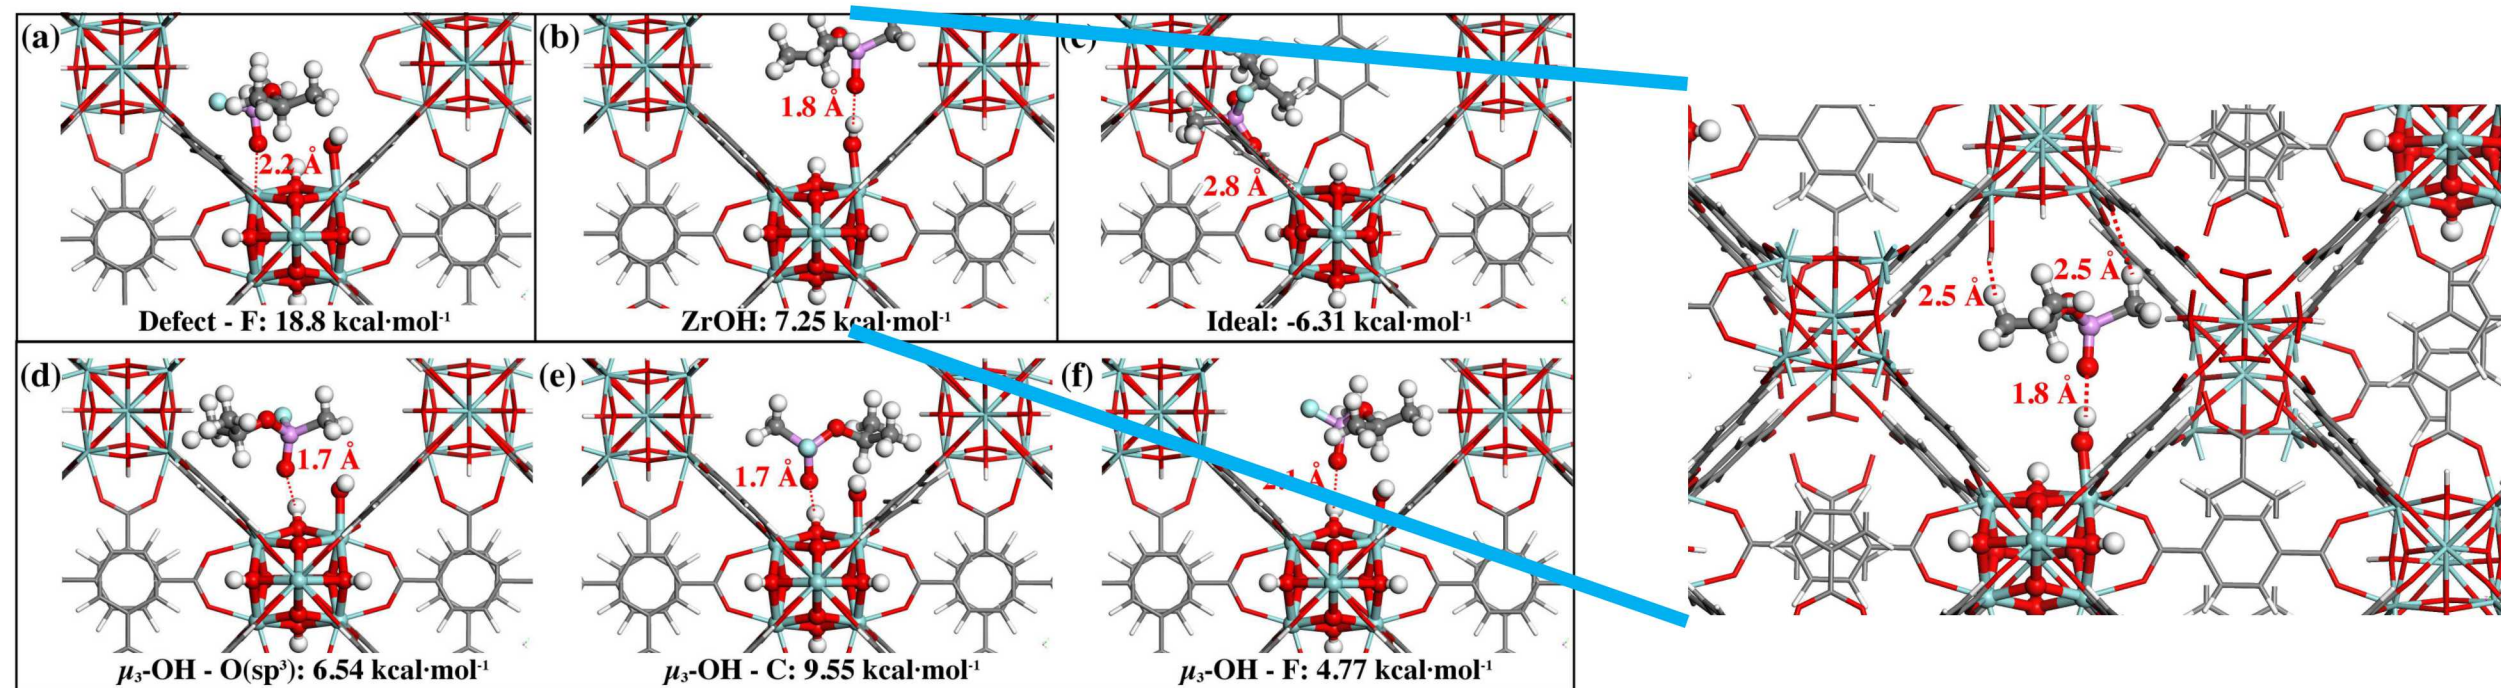 (a)
2.2 Å
Defect - F: 18.8 kcal·mol⁻¹
(b)
1.8 Å
ZrOH: 7.25 kcal·mol⁻¹
(c)
2.8 Å
Ideal: -6.31 kcal·mol⁻¹
(d)
1.7 Å
μ₃-OH - O(sp³): 6.54 kcal·mol⁻¹
(e)
1.7 Å
μ₃-OH - C: 9.55 kcal·mol⁻¹
(f)
Å
μ₃-OH - F: 4.77 kcal·mol⁻¹
2.5 Å
2.5 Å
1.8 Å